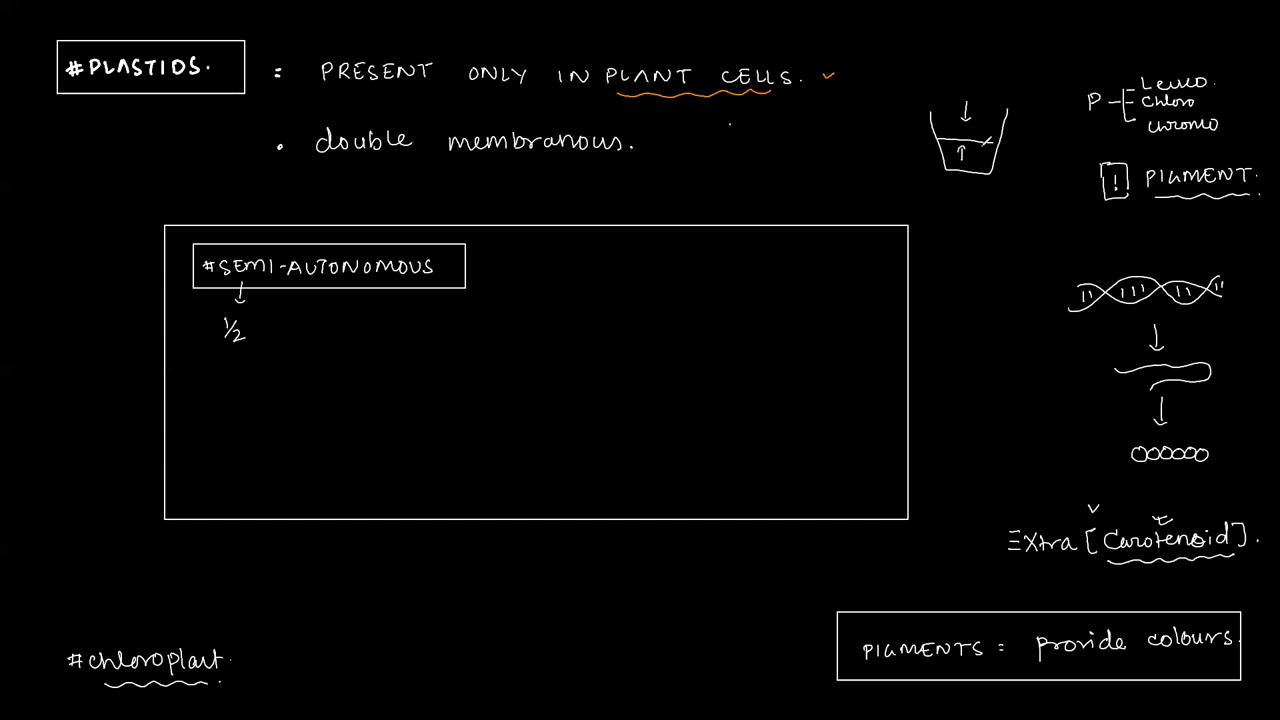 #PLASTIDS. : PRESENT ONLY IN PLANT CELLS.
• double membranous.
P Leuco.
Chloro
chromo
! PIGMENT.
#SEMI-AUTONOMOUS
1/2
Extra [Carotenoid].
PIGMENTS : provide colours.
#chloroplast.